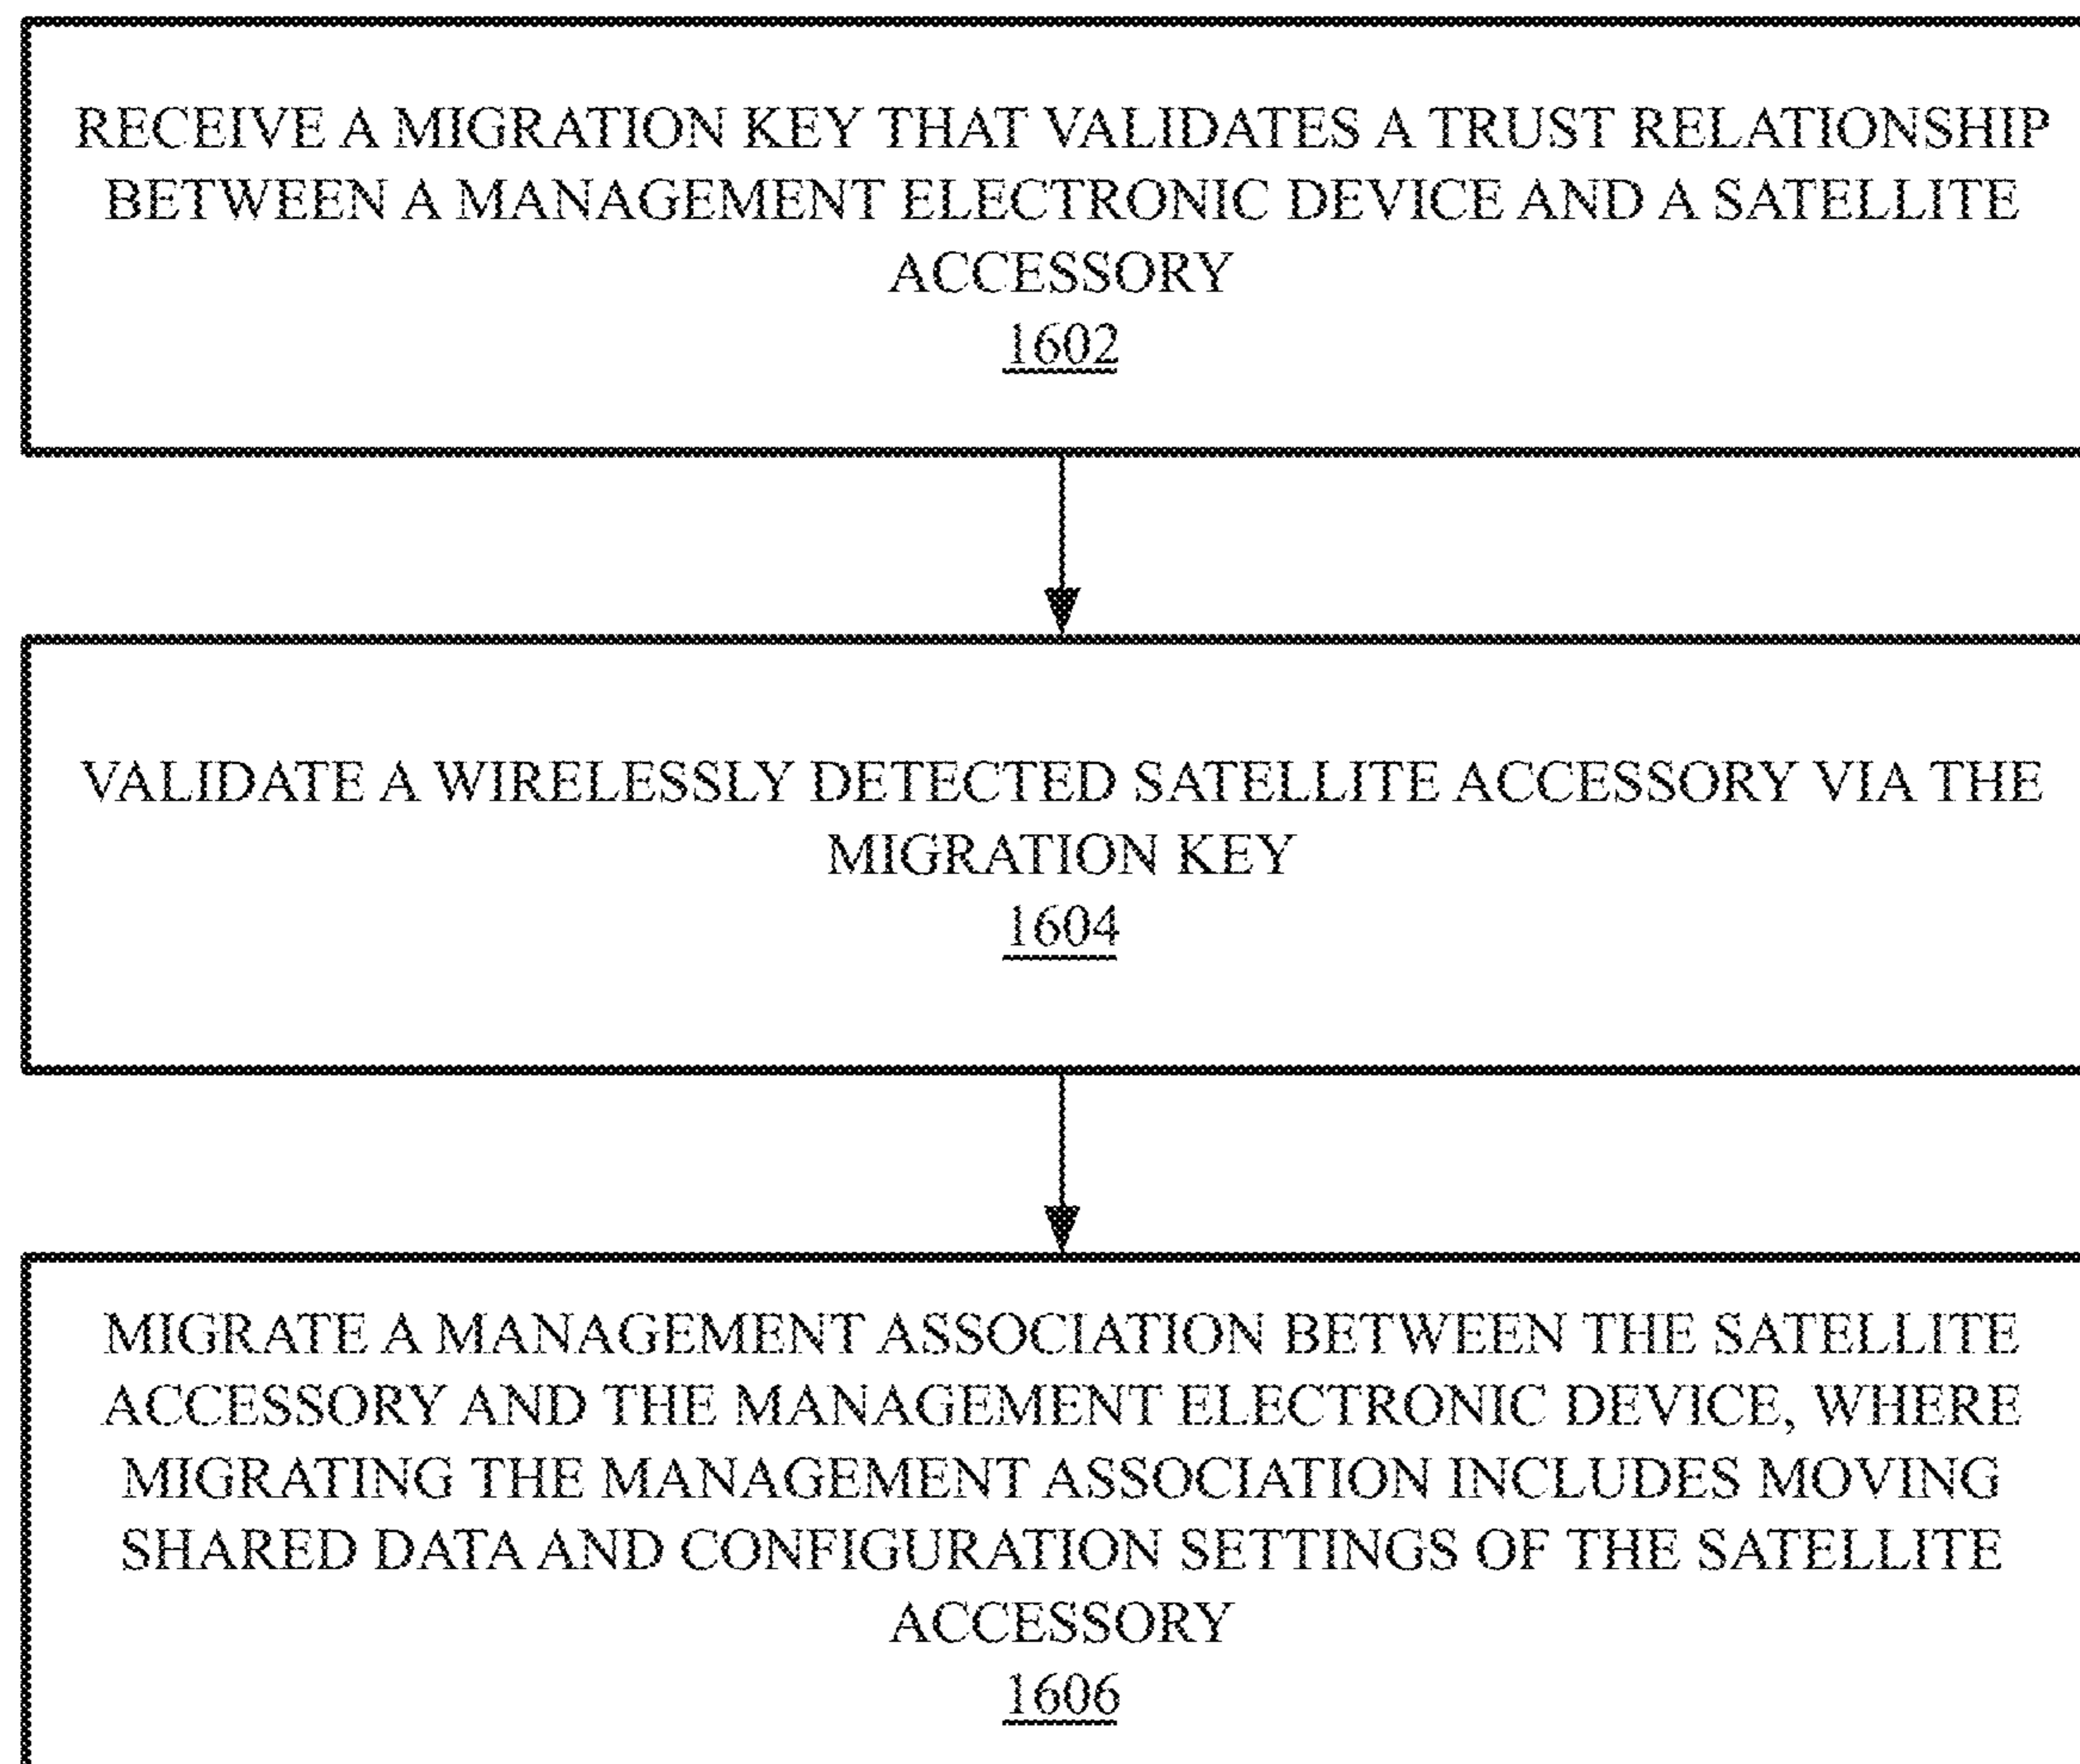 RECEIVE A MIGRATION KEY THAT VALIDATES A TRUST RELATIONSHIP
BETWEEN A MANAGEMENT ELECTRONIC DEVICE AND A SATELLITE
ACCESSORY
1602
VALIDATE A WIRELESSLY DETECTED SATELLITE ACCESSORY VIA THE
MIGRATION KEY
1604
MIGRATE A MANAGEMENT ASSOCIATION BETWEEN THE SATELLITE
ACCESSORY AND THE MANAGEMENT ELECTRONIC DEVICE, WHERE
MIGRATING THE MANAGEMENT ASSOCIATION INCLUDES MOVING
SHARED DATA AND CONFIGURATION SETTINGS OF THE SATELLITE
ACCESSORY
1606